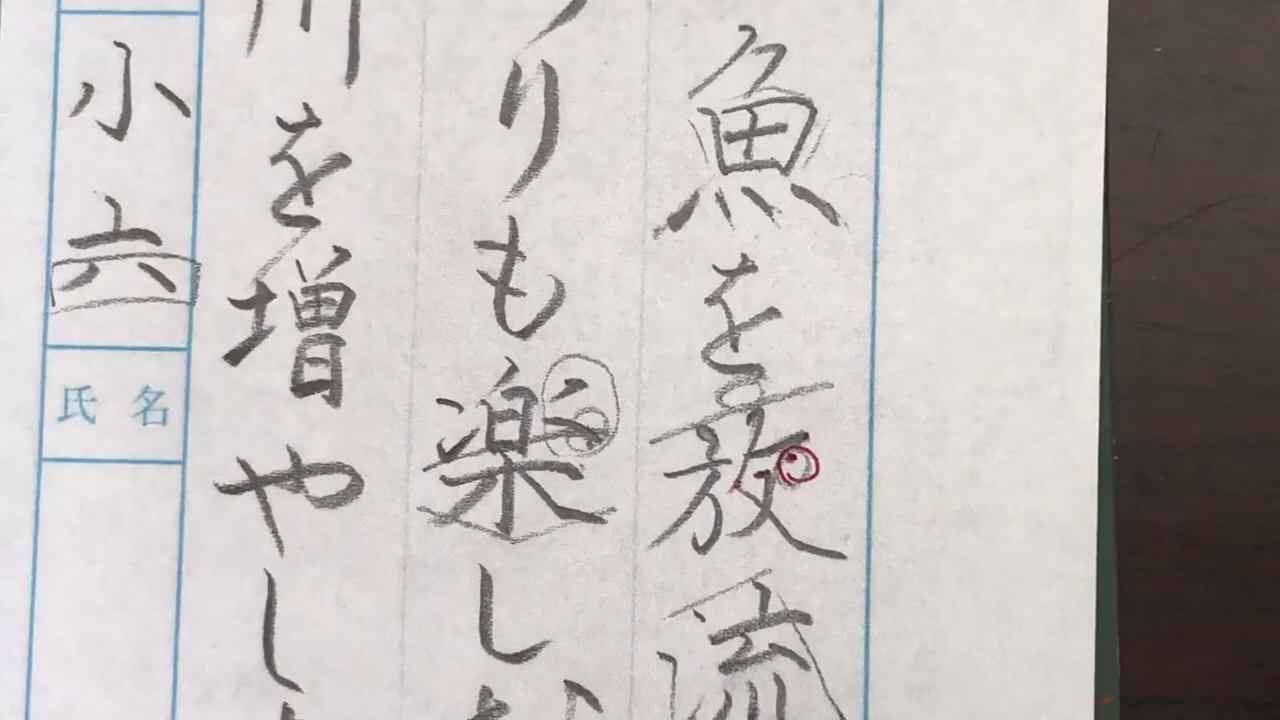 魚を放流
りも楽し
川を増やし
小六
氏名